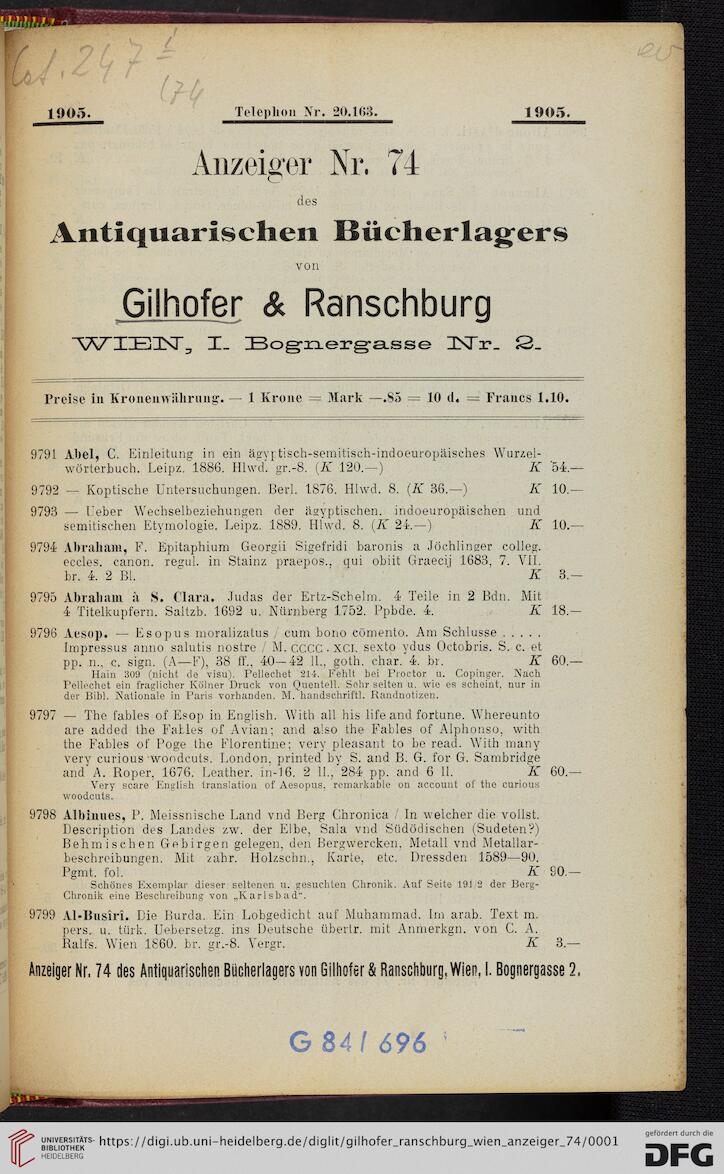 Cat. 247 1
(74
1905.
Telephon Nr. 20.163.
1905.
Anzeiger Nr. 74
des
Antiquarischen Bücherlagers
von
Gilhofer & Ranschburg
WIEN, I. Bognergasse Nr. 2.
Preise in Kronenwährung. — 1 Krone = Mark —.85 = 10 d. = Francs 1.10.
9791 Abel, C. Einleitung in ein ägyptisch-semitisch-indoeuropäisches Wurzel-
wörterbuch. Leipz. 1886. Hlwd. gr.-8. (K 120.—) K 54.—
9792 — Koptische Untersuchungen. Berl. 1876. Hlwd. 8. (K 36.—) K 10.—
9793 — Ueber Wechselbeziehungen der ägyptischen, indoeuropäischen und
semitischen Etymologie. Leipz. 1889. Hlwd. 8. (K 24.—) K 10.—
9794 Abraham, F. Epitaphium Georgii Sigefridi baronis a Jöchlinger colleg.
eccles. canon. regul. in Stainz praepos., qui obiit Graecij 1683, 7. VII.
br. 4. 2 Bl. K 3.—
9795 Abraham à S. Clara. Judas der Ertz-Schelm. 4 Teile in 2 Bdn. Mit
4 Titelkupfern. Saltzb. 1692 u. Nürnberg 1752. Ppbde. 4. K 18.—
9796 Aesop. — Esopus moralizatus / cum bono cōmento. Am Schlusse . . . . .
Impressus anno salutis nostre / M. CCCC. XCI. sexto ydus Octobris. S. c. et
pp. n., c. sign. (A—F), 38 ff., 40—42 ll., goth. char. 4. br. K 60.—
Hain 309 (nicht de visu). Pellechet 214. Fehlt bei Proctor u. Copinger. Nach
Pellechet ein fraglicher Kölner Druck von Quentell. Sehr selten u. wie es scheint, nur in
der Bibl. Nationale in Paris vorhanden. M. handschriftl. Randnotizen.
9797 — The fables of Esop in English. With all his life and fortune. Whereunto
are added the Fables of Avian; and also the Fables of Alphonso, with
the Fables of Poge the Florentine; very pleasant to be read. With many
very curious woodcuts. London, printed by S. and B. G. for G. Sambridge
and A. Roper, 1676. Leather. in-16. 2 ll., 284 pp. and 6 ll. K 60.—
Very scare English translation of Aesopus, remarkable on account of the curious
woodcuts.
9798 Albinues, P. Meissnische Land vnd Berg Chronica / In welcher die vollst.
Description des Landes zw. der Elbe, Sala vnd Südödischen (Sudeten?)
Behmischen Gebirgen gelegen, den Bergwercken, Metall vnd Metallar-
beschreibungen. Mit zahr. Holzschn., Karte, etc. Dressden 1589—90.
Pgmt. fol. K 90.—
Schönes Exemplar dieser seltenen u. gesuchten Chronik. Auf Seite 191/2 der Berg-
Chronik eine Beschreibung von „Karlsbad“.
9799 Al-Busirî. Die Burda. Ein Lobgedicht auf Muhammad. Im arab. Text m.
pers. u. türk. Uebersetzg. ins Deutsche übertr. mit Anmerkgn. von C. A.
Ralfs. Wien 1860. br. gr.-8. Vergr. K 3.—
Anzeiger Nr. 74 des Antiquarischen Bücherlagers von Gilhofer & Ranschburg, Wien, I. Bognergasse 2.
G 841 696
UNIVERSITÄTS-
BIBLIOTHEK
HEIDELBERG
https://digi.ub.uni-heidelberg.de/diglit/gilhofer_ranschburg_wien_anzeiger_74/0001
gefördert durch die
DFG